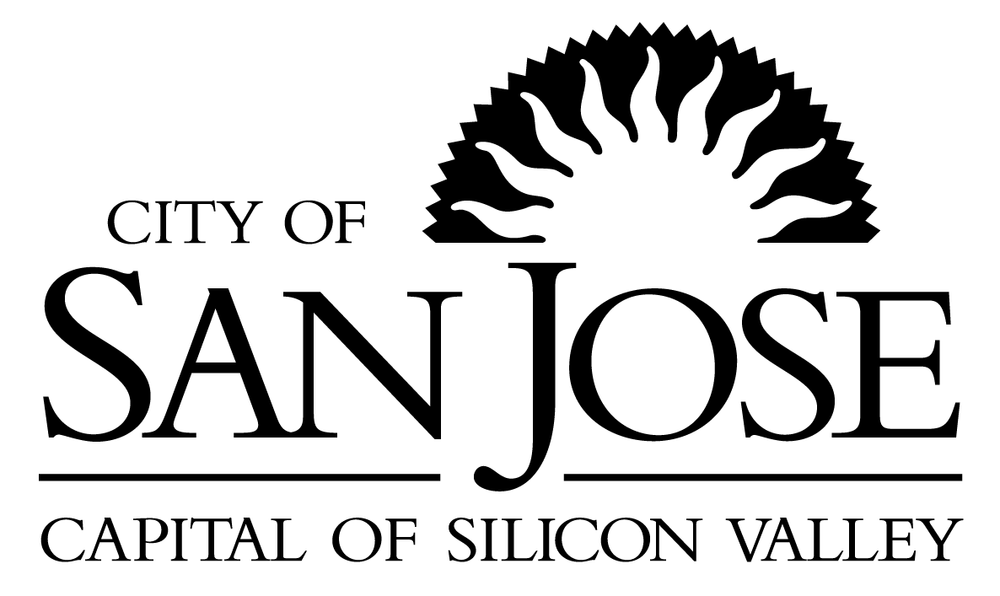 CITY OF
SAN JOSE
CAPITAL OF SILICON VALLEY